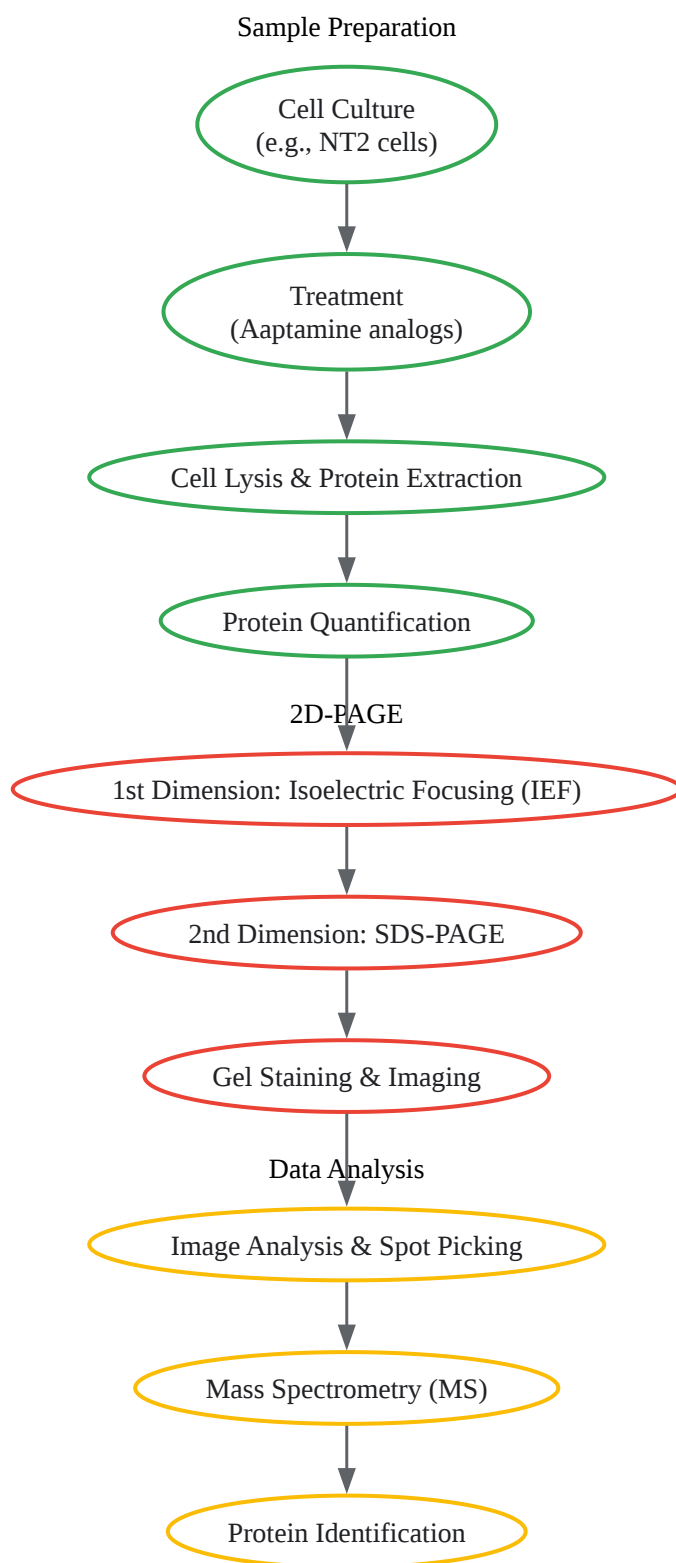 Sample Preparation
Cell Culture
(e.g., NT2 cells)
Treatment
(Aaptamine analogs)
Cell Lysis & Protein Extraction
Protein Quantification
2D-PAGE
1st Dimension: Isoelectric Focusing (IEF)
2nd Dimension: SDS-PAGE
Gel Staining & Imaging
Data Analysis
Image Analysis & Spot Picking
Mass Spectrometry (MS)
Protein Identification